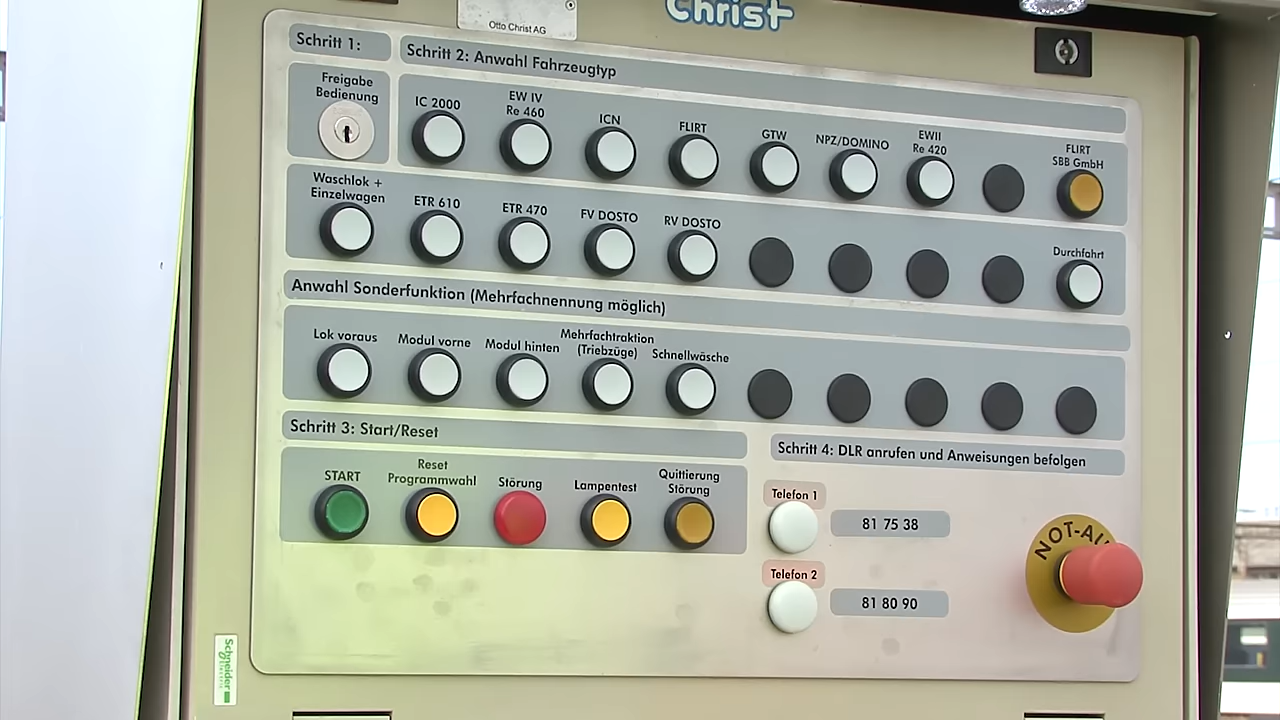 Otto Christ AG
Christ
Schritt 1:
Schritt 2: Anwahl Fahrzeugtyp
Freigabe
Bedienung
IC 2000
EW IV
Re 460
ICN
FLIRT
GTW
NPZ/DOMINO
EWII
Re 420
FLIRT
SBB GmbH
Waschlok +
Einzelwagen
ETR 610
ETR 470
FV DOSTO
RV DOSTO
Durchfahrt
Anwahl Sonderfunktion (Mehrfachnennung möglich)
Lok voraus
Modul vorne
Modul hinten
Mehrfachtraktion
(Triebzüge)
Schnellwäsche
Schritt 3: Start/Reset
START
Reset
Programmwahl
Störung
Lampentest
Quittierung
Störung
Schritt 4: DLR anrufen und Anweisungen befolgen
Telefon 1
81 75 38
Telefon 2
81 80 90
NOT-AU
Schneider
Electric